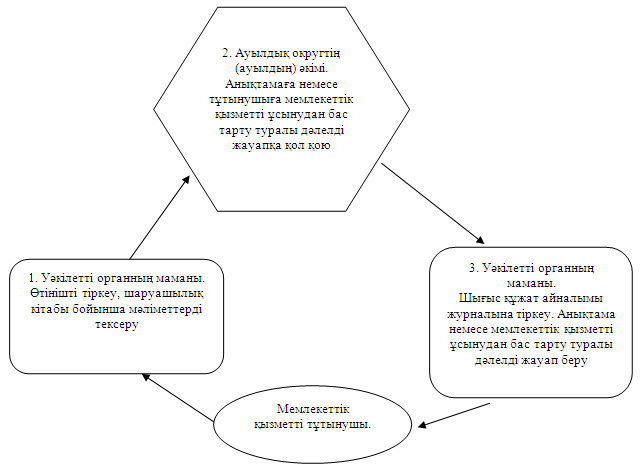 2. Ауылдық округтің
(ауылдың) әкімі.
Анықтамаға немесе
тұтынушыға мемлекеттік
қызметті ұсынудан бас
тарту туралы дәлелді
жауапқа қол қою
1. Уәкілетті органның маманы.
Өтінішті тіркеу, шаруашылық
кітабы бойынша мәліметтерді
тексеру
3. Уәкілетті органның
маманы.
Шығыс құжат айналымы
журналына тіркеу. Анықтама
немесе мемлекеттік қызметті
ұсынудан бас тарту туралы
дәлелді жауап беру
Мемлекеттік
қызметті тұтынушы.